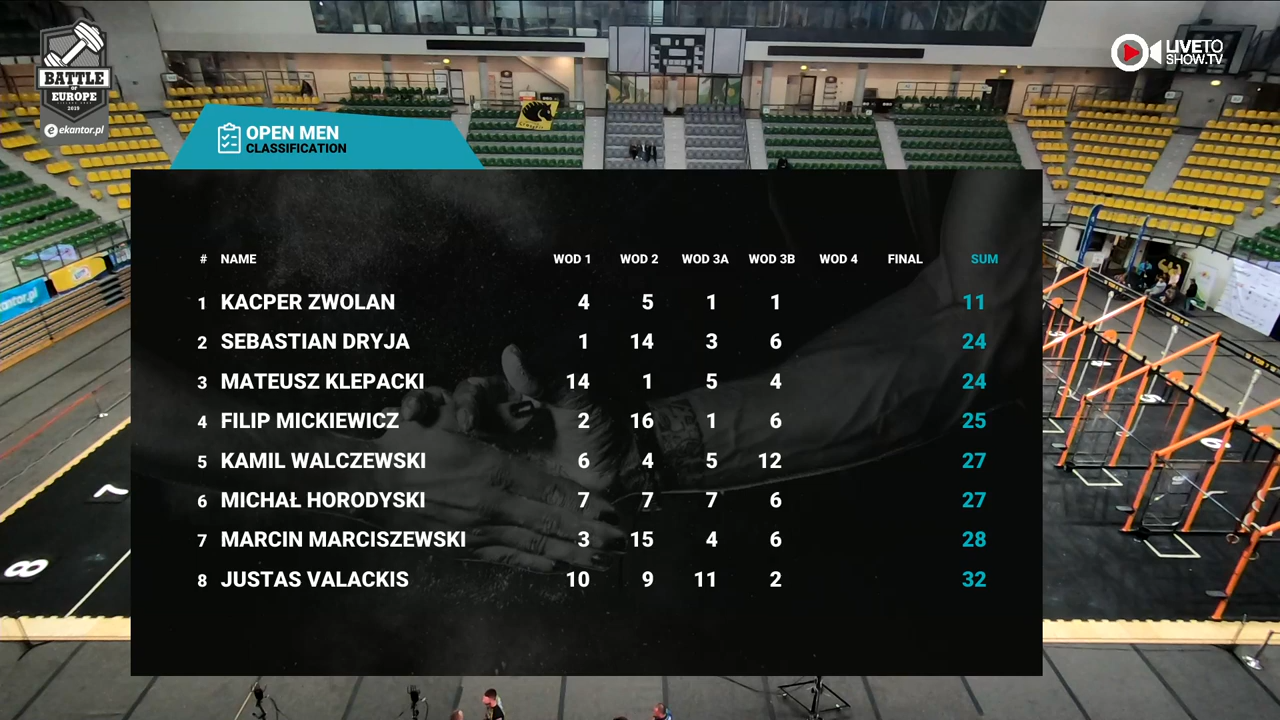 BATTLE
OF
EUROPE
2019
ekantor.pl
LIVETO
SHOW.TV
OPEN MEN
CLASSIFICATION
# NAME WOD 1 WOD 2 WOD 3A WOD 3B WOD 4 FINAL SUM
1 KACPER ZWOLAN 4 5 1 1 11
2 SEBASTIAN DRYJA 1 14 3 6 24
3 MATEUSZ KLEPACKI 14 1 5 4 24
4 FILIP MICKIEWICZ 2 16 1 6 25
5 KAMIL WALCZEWSKI 6 4 5 12 27
6 MICHAŁ HORODYSKI 7 7 7 6 27
7 MARCIN MARCISZEWSKI 3 15 4 6 28
8 JUSTAS VALACKIS 10 9 11 2 32
7
8